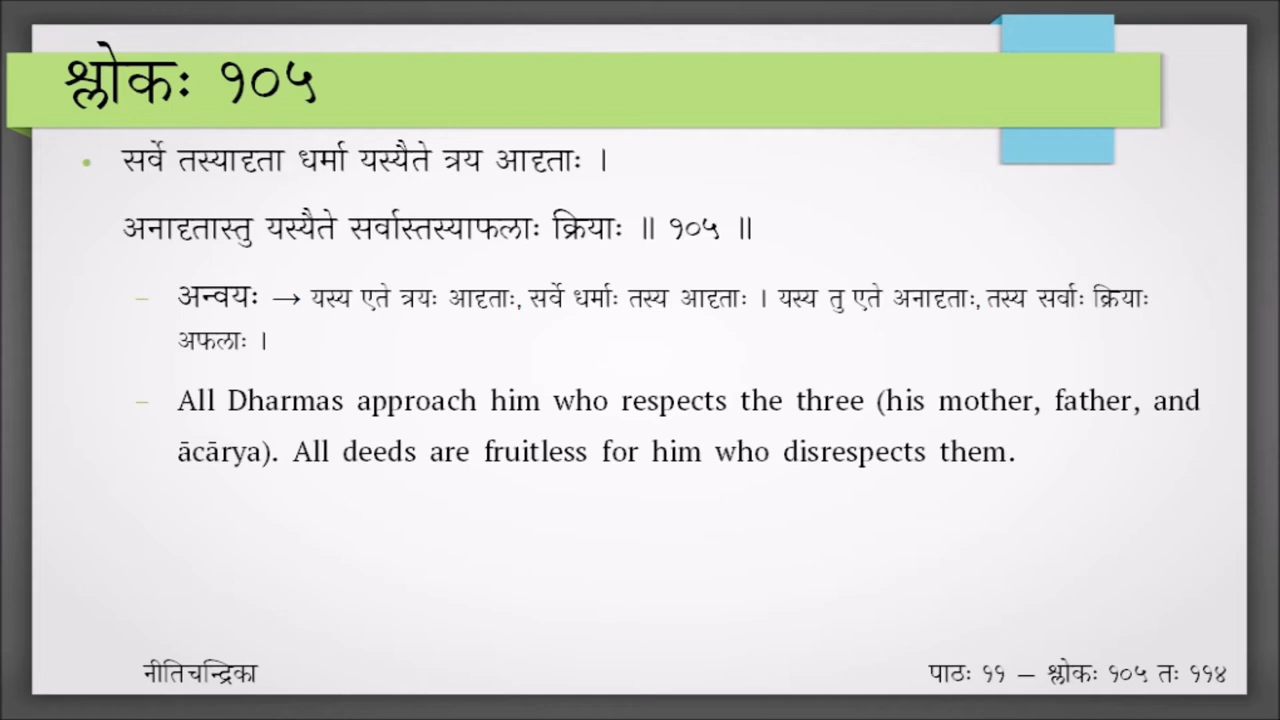 श्लोकः १०५
• सर्वे तस्यादृता धर्मा यस्यैते त्रय आदृताः ।
अनादृतास्तु यस्यैते सर्वास्तस्याफलाः क्रियाः ॥ १०५ ॥
– अन्वयः → यस्य एते त्रयः आदृताः, सर्वे धर्माः तस्य आदृताः । यस्य तु एते अनादृताः, तस्य सर्वाः क्रियाः
अफलाः ।
– All Dharmas approach him who respects the three (his mother, father, and
ācārya). All deeds are fruitless for him who disrespects them.
नीतिचन्द्रिका
पाठः ११ – श्लोकः १०५ तः ११४